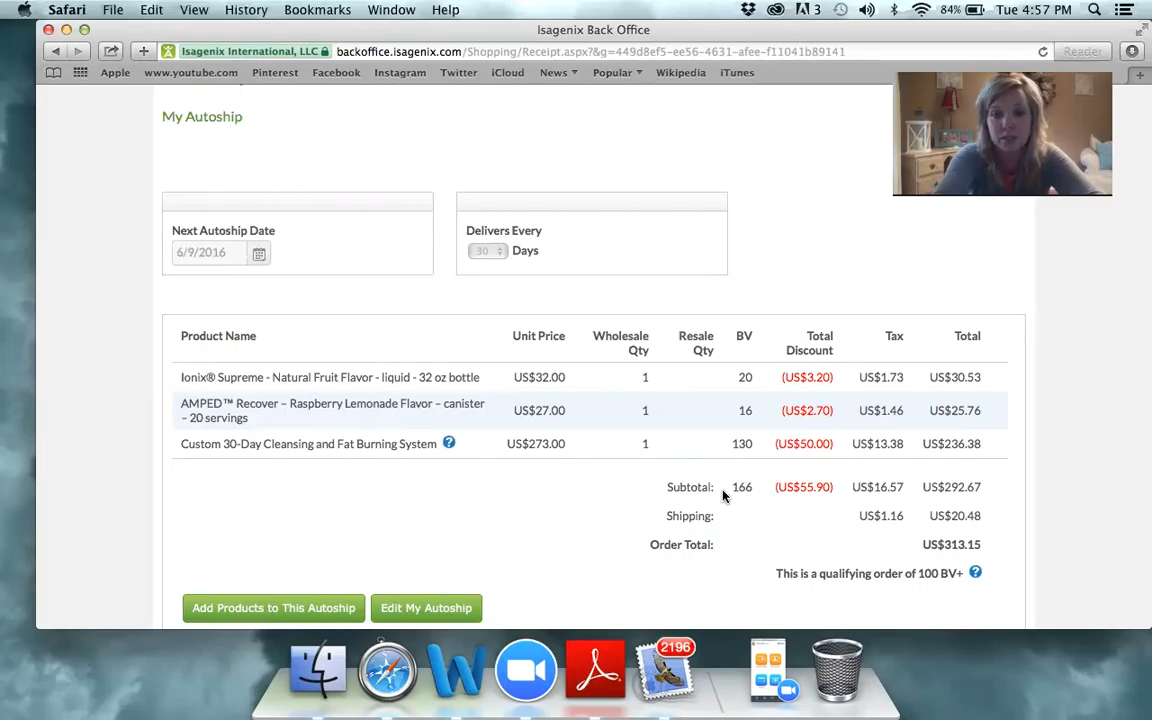 Safari File Edit View History Bookmarks Window Help 3 84% Tue 4:57 PM
Isagenix Back Office
Isagenix International, LLC backoffice.isagenix.com/Shopping/Receipt.aspx?&g=449d8ef5-ee56-4631-afee-f11041b89141 Reader
Apple www.youtube.com Pinterest Facebook Instagram Twitter iCloud News Popular Wikipedia iTunes
My Autoship
Next Autoship Date
6/9/2016
Delivers Every
30 Days
Product Name Unit Price Wholesale Qty Resale Qty BV Total Discount Tax Total
Ionix® Supreme - Natural Fruit Flavor - liquid - 32 oz bottle US$32.00 1 20 (US$3.20) US$1.73 US$30.53
AMPED™ Recover – Raspberry Lemonade Flavor – canister
– 20 servings US$27.00 1 16 (US$2.70) US$1.46 US$25.76
Custom 30-Day Cleansing and Fat Burning System ? US$273.00 1 130 (US$50.00) US$13.38 US$236.38
Subtotal: 166 (US$55.90) US$16.57 US$292.67
Shipping: US$1.16 US$20.48
Order Total: US$313.15
This is a qualifying order of 100 BV+ ?
Add Products to This Autoship Edit My Autoship
2196